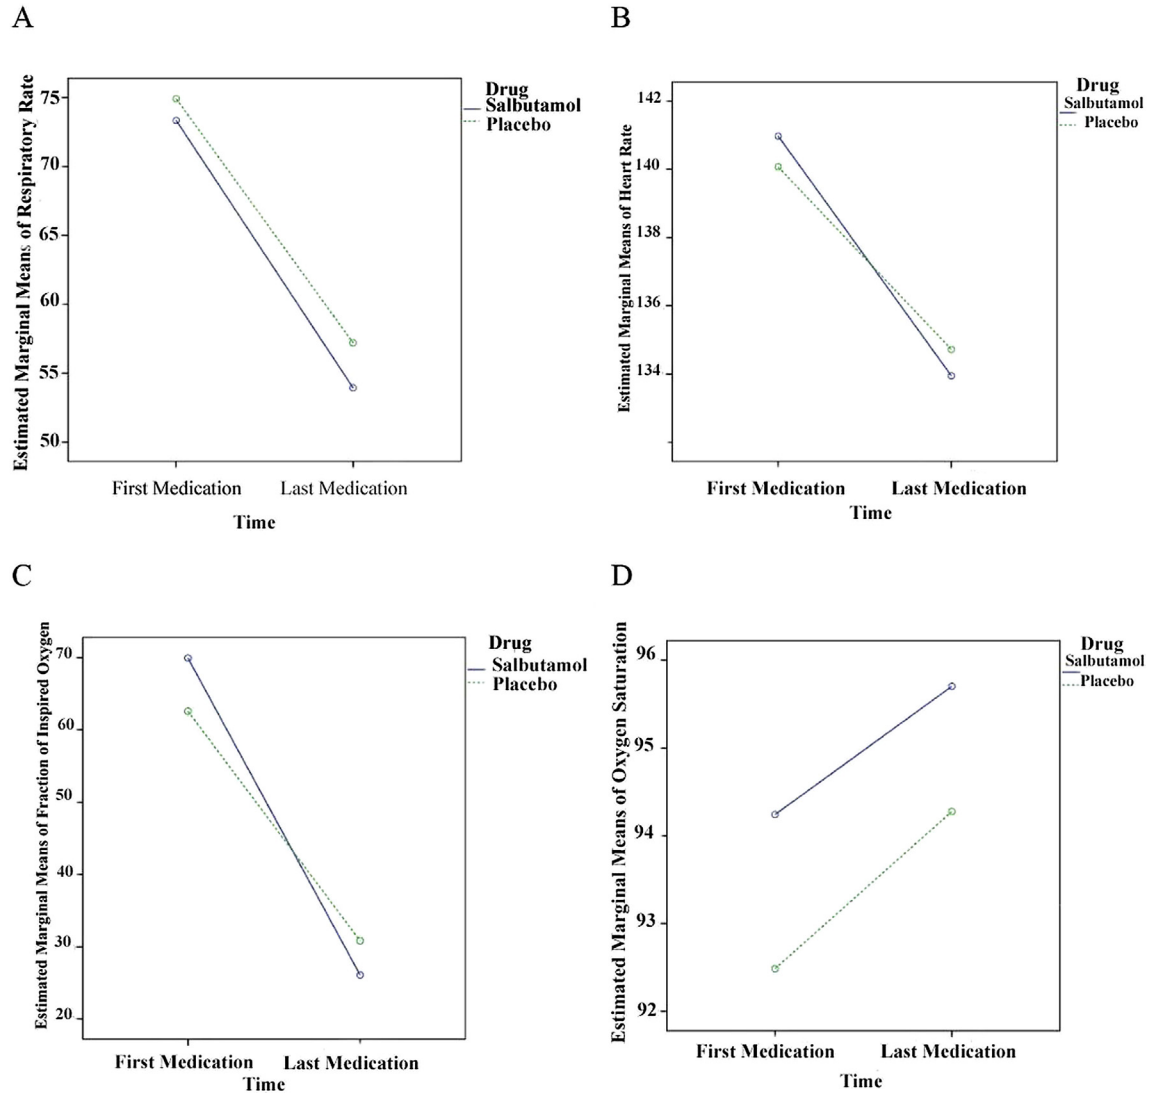 A
Estimated Marginal Means of Respiratory Rate
75
70
65
60
55
50
First Medication Last Medication
Time
Drug
Salbutamol
Placebo
B
Estimated Marginal Means of Heart Rate
142
140
138
136
134
First Medication Last Medication
Time
Drug
Salbutamol
Placebo
C
Estimated Marginal Means of Fraction of Inspired Oxygen
70
60
50
40
30
20
First Medication Last Medication
Time
Drug
Salbutamol
Placebo
D
Estimated Marginal Means of Oxygen Saturation
96
95
94
93
92
First Medication Last Medication
Time
Drug
Salbutamol
Placebo